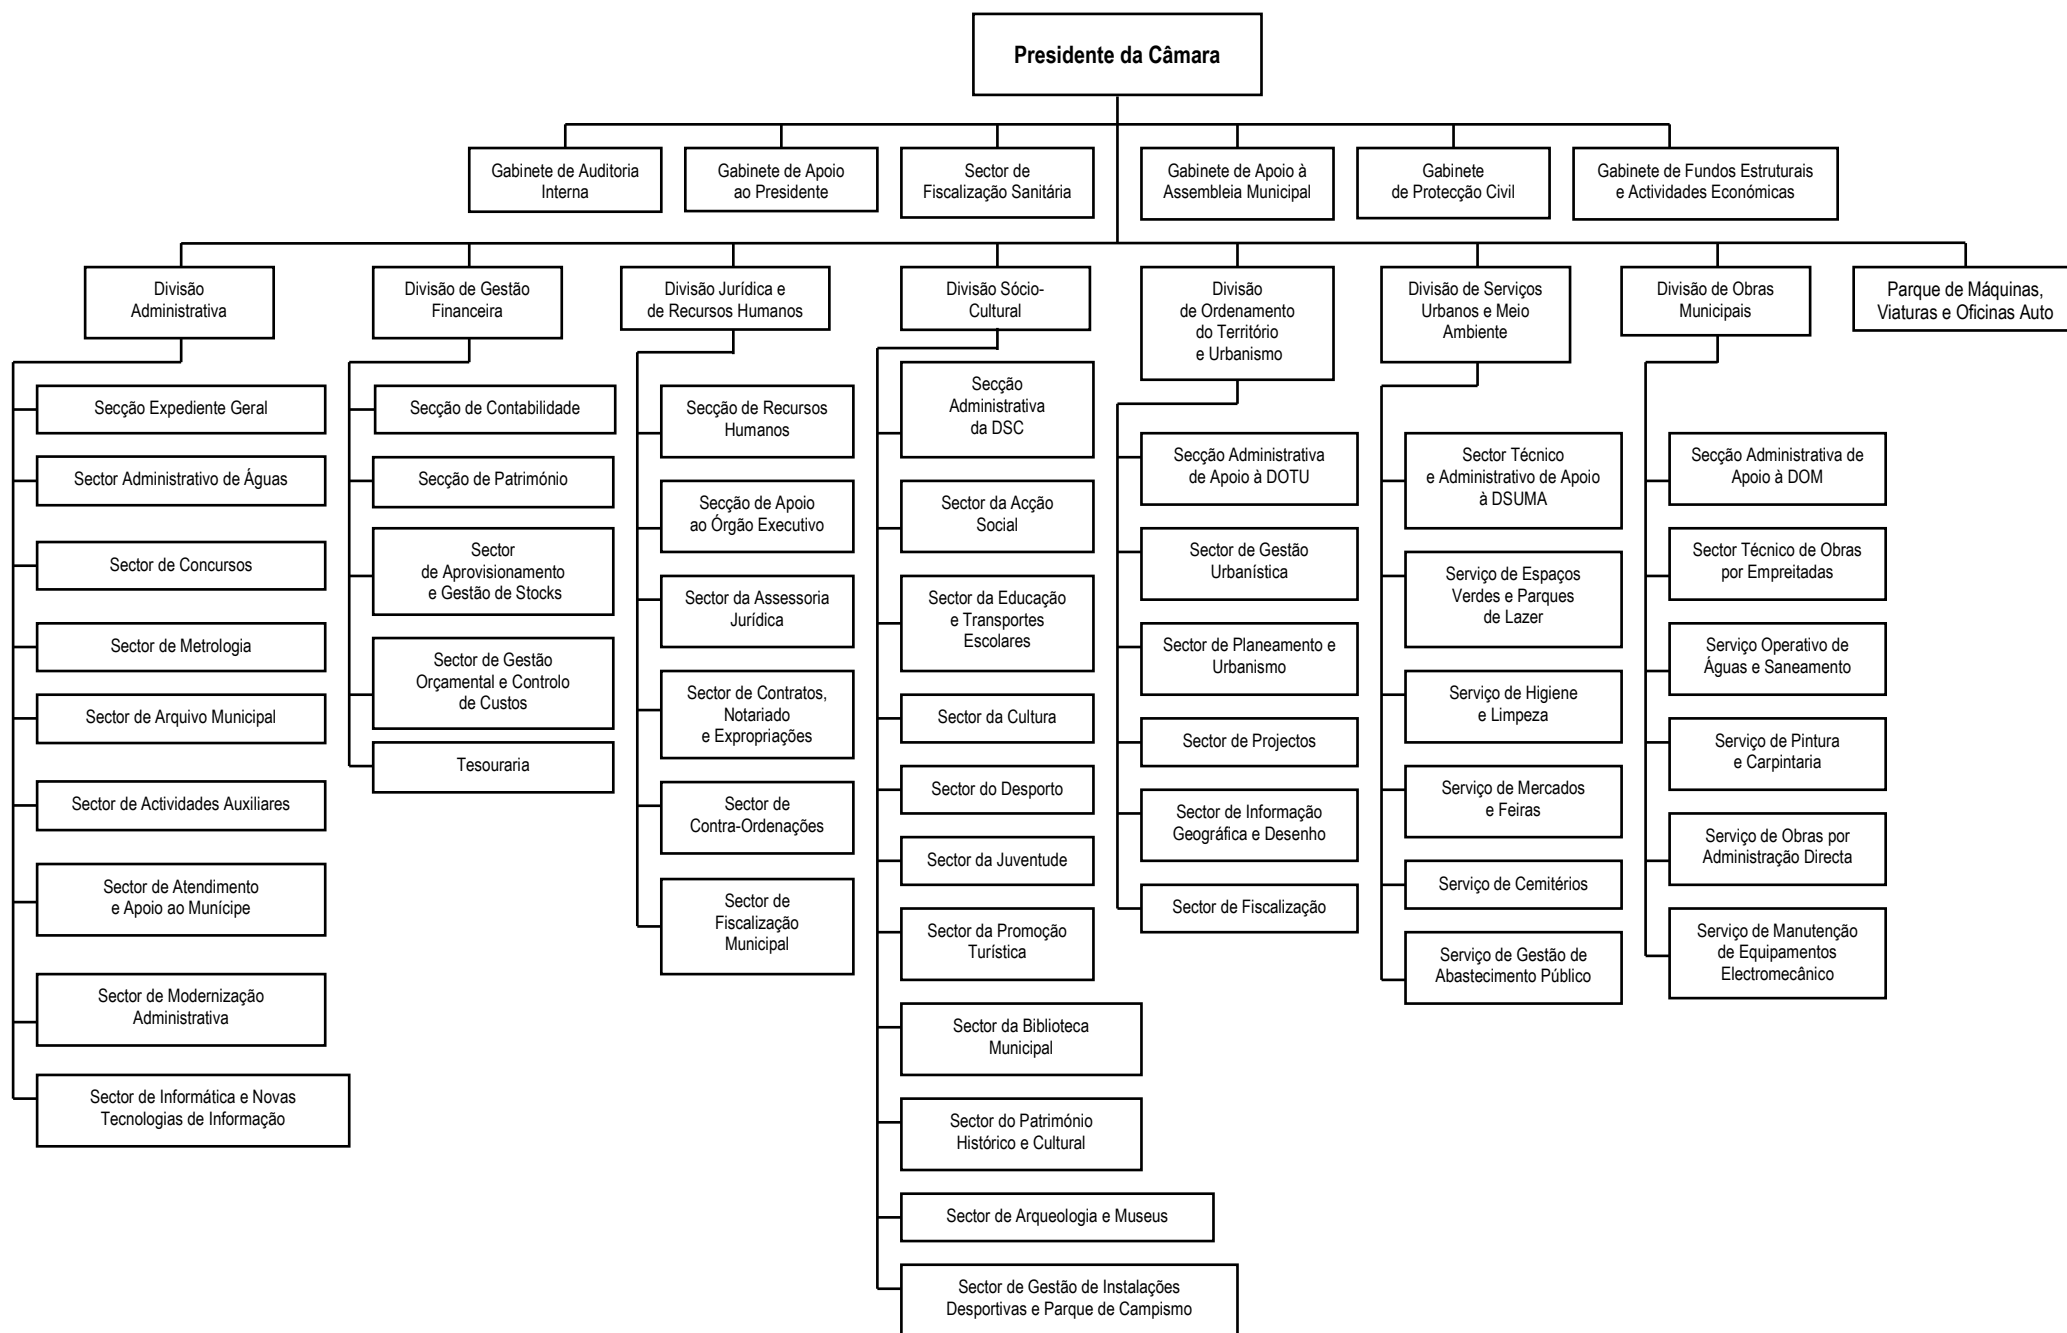 Presidente da Câmara
Gabinete de Auditoria
Interna
Gabinete de Apoio
ao Presidente
Sector de
Fiscalização Sanitária
Gabinete de Apoio à
Assembleia Municipal
Gabinete
de Protecção Civil
Gabinete de Fundos Estruturais
e Actividades Económicas
Divisão
Administrativa
Divisão de Gestão
Financeira
Divisão Jurídica e
de Recursos Humanos
Divisão Sócio-
Cultural
Divisão
de Ordenamento
do Território
e Urbanismo
Divisão de Serviços
Urbanos e Meio
Ambiente
Divisão de Obras
Municipais
Parque de Máquinas,
Viaturas e Oficinas Auto
Secção Expediente Geral
Sector Administrativo de Águas
Sector de Concursos
Sector de Metrologia
Sector de Arquivo Municipal
Sector de Actividades Auxiliares
Sector de Atendimento
e Apoio ao Munícipe
Sector de Modernização
Administrativa
Sector de Informática e Novas
Tecnologias de Informação
Secção de Contabilidade
Secção de Património
Sector
de Aprovisionamento
e Gestão de Stocks
Sector de Gestão
Orçamental e Controlo
de Custos
Tesouraria
Secção de Recursos
Humanos
Secção de Apoio
ao Órgão Executivo
Sector da Assessoria
Jurídica
Sector de Contratos,
Notariado
e Expropriações
Sector de
Contra-Ordenações
Sector de
Fiscalização
Municipal
Secção
Administrativa
da DSC
Sector da Acção
Social
Sector da Educação
e Transportes
Escolares
Sector da Cultura
Sector do Desporto
Sector da Juventude
Sector da Promoção
Turística
Sector da Biblioteca
Municipal
Sector do Património
Histórico e Cultural
Sector de Arqueologia e Museus
Sector de Gestão de Instalações
Desportivas e Parque de Campismo
Secção Administrativa
de Apoio à DOTU
Sector de Gestão
Urbanística
Sector de Planeamento e
Urbanismo
Sector de Projectos
Sector de Informação
Geográfica e Desenho
Sector de Fiscalização
Sector Técnico
e Administrativo de Apoio
à DSUMA
Serviço de Espaços
Verdes e Parques
de Lazer
Serviço de Higiene
e Limpeza
Serviço de Mercados
e Feiras
Serviço de Cemitérios
Serviço de Gestão de
Abastecimento Público
Secção Administrativa de
Apoio à DOM
Sector Técnico de Obras
por Empreitadas
Serviço Operativo de
Águas e Saneamento
Serviço de Pintura
e Carpintaria
Serviço de Obras por
Administração Directa
Serviço de Manutenção
de Equipamentos
Electromecânico